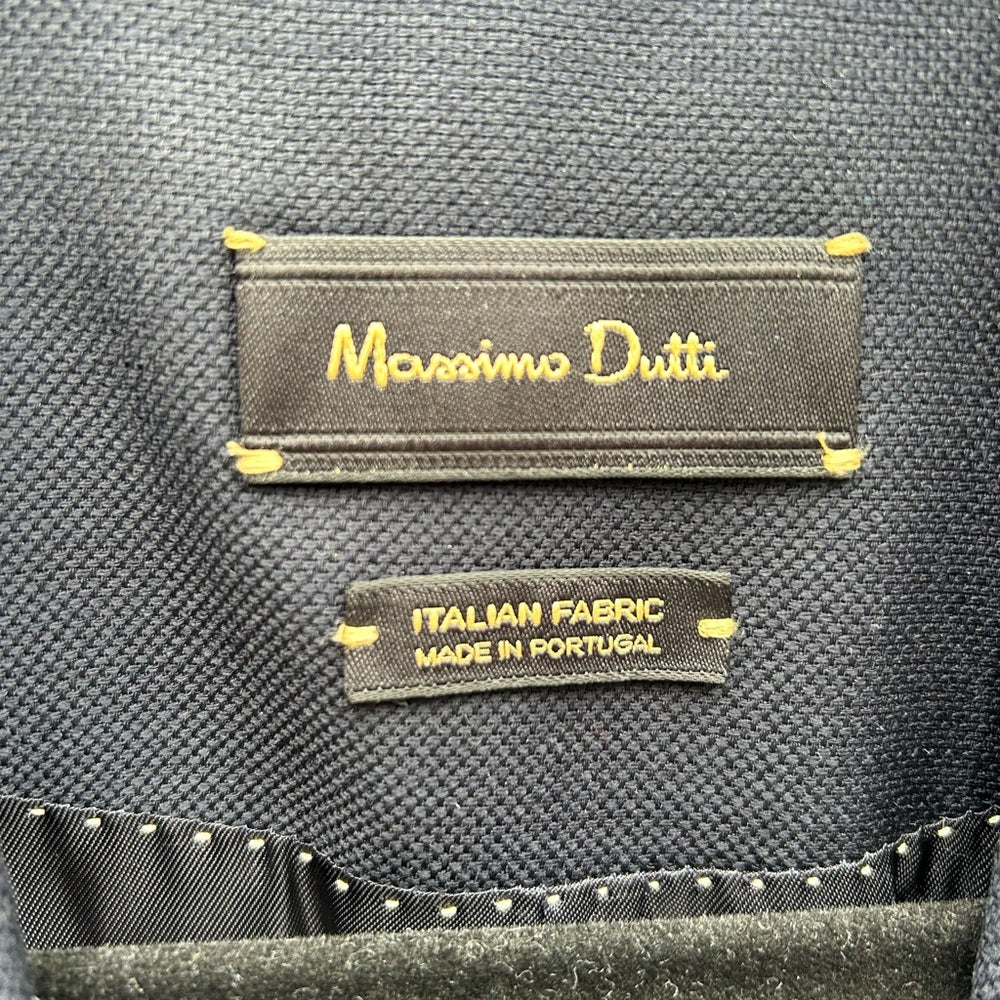 Massimo Dutti
ITALIAN FABRIC
MADE IN PORTUGAL